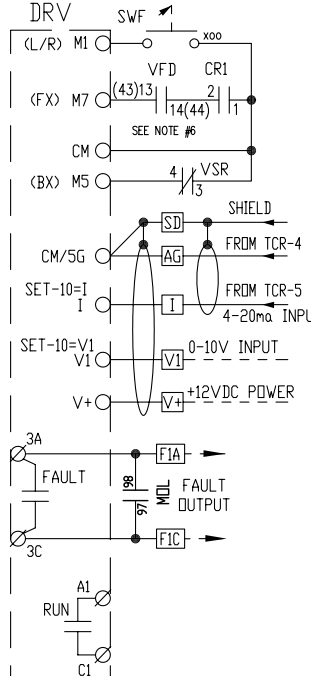 DRV
SWF
(L/R) M1
xoo
VFD CR1
(FX) M7 (43)13 2
14(44) 1
SEE NOTE #6
CM
(BX) M5 4 VSR
3
SD SHIELD
CM/5G AG FROM TCR-4
SET-10=I FROM TCR-5
I I
4-20ma INPU
SET-10=V1 0-10V INPUT
V1 V1
V+ V+ +12VDC POWER
3A
F1A
FAULT 98 MOL FAULT
97 OUTPUT
3C F1C
A1
RUN
C1